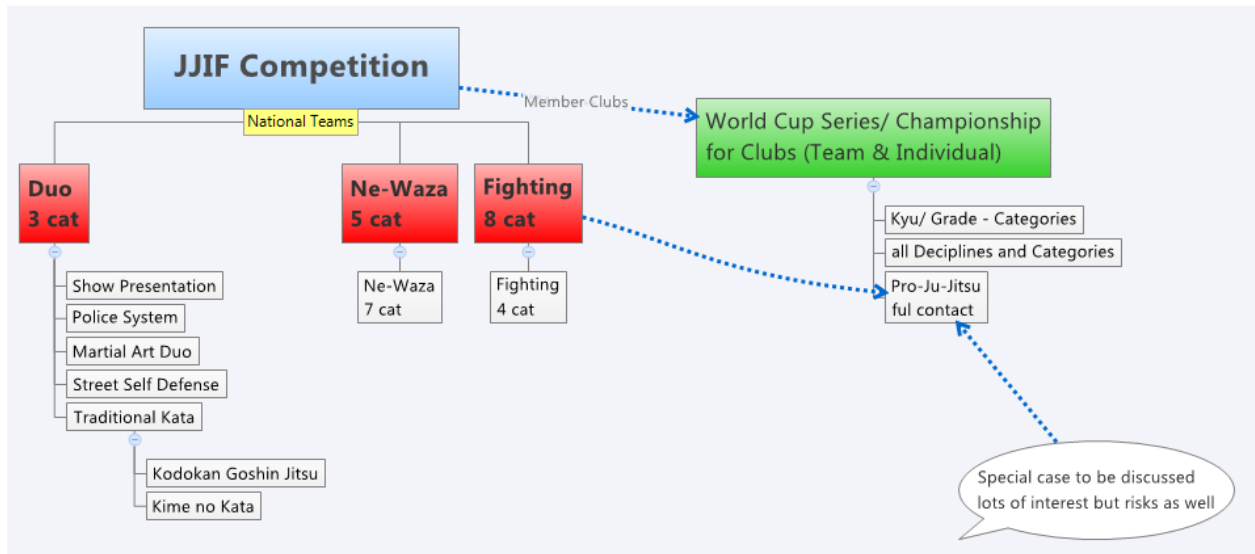 JJIF Competition
Member Clubs
National Teams
World Cup Series/ Championship
for Clubs (Team & Individual)
Duo
3 cat
Ne-Waza
5 cat
Fighting
8 cat
Kyu/ Grade - Categories
all Deciplines and Categories
Pro-Ju-Jitsu
ful contact
Show Presentation
Police System
Martial Art Duo
Street Self Defense
Traditional Kata
Kodokan Goshin Jitsu
Kime no Kata
Ne-Waza
7 cat
Fighting
4 cat
Special case to be discussed
lots of interest but risks as well